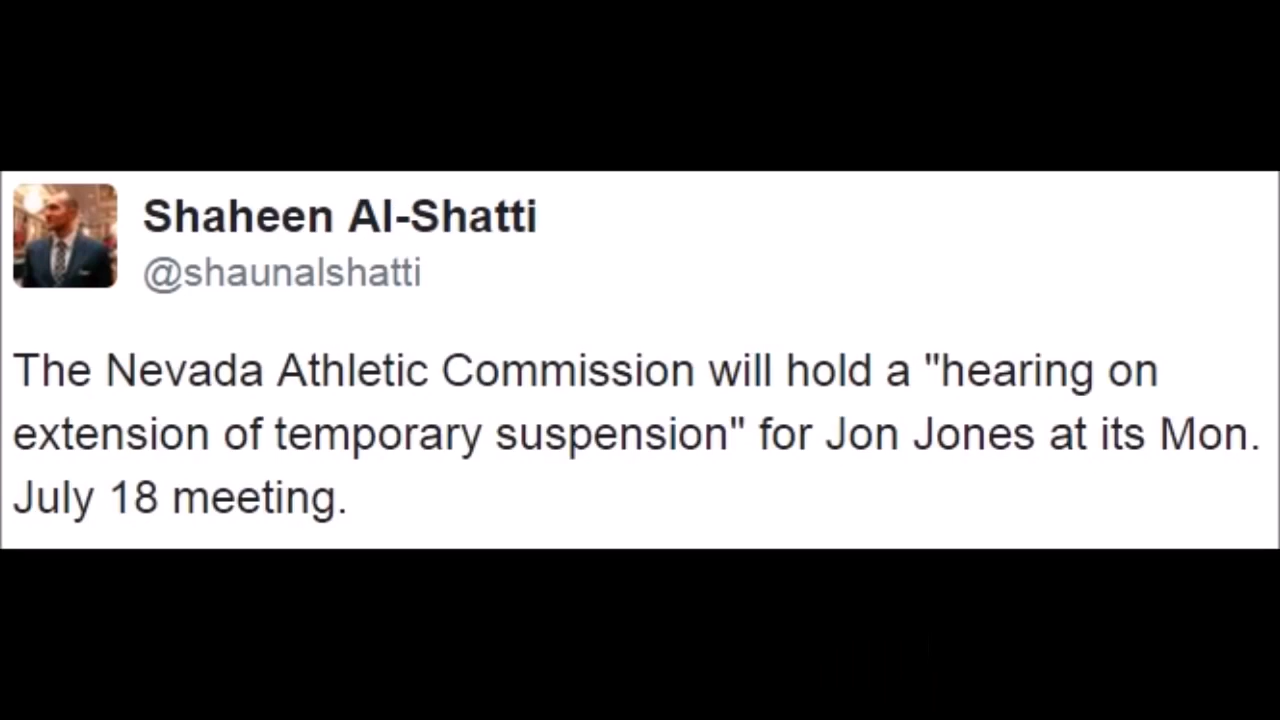 Shaheen Al-Shatti
@shaunalshatti
The Nevada Athletic Commission will hold a "hearing on
extension of temporary suspension" for Jon Jones at its Mon.
July 18 meeting.